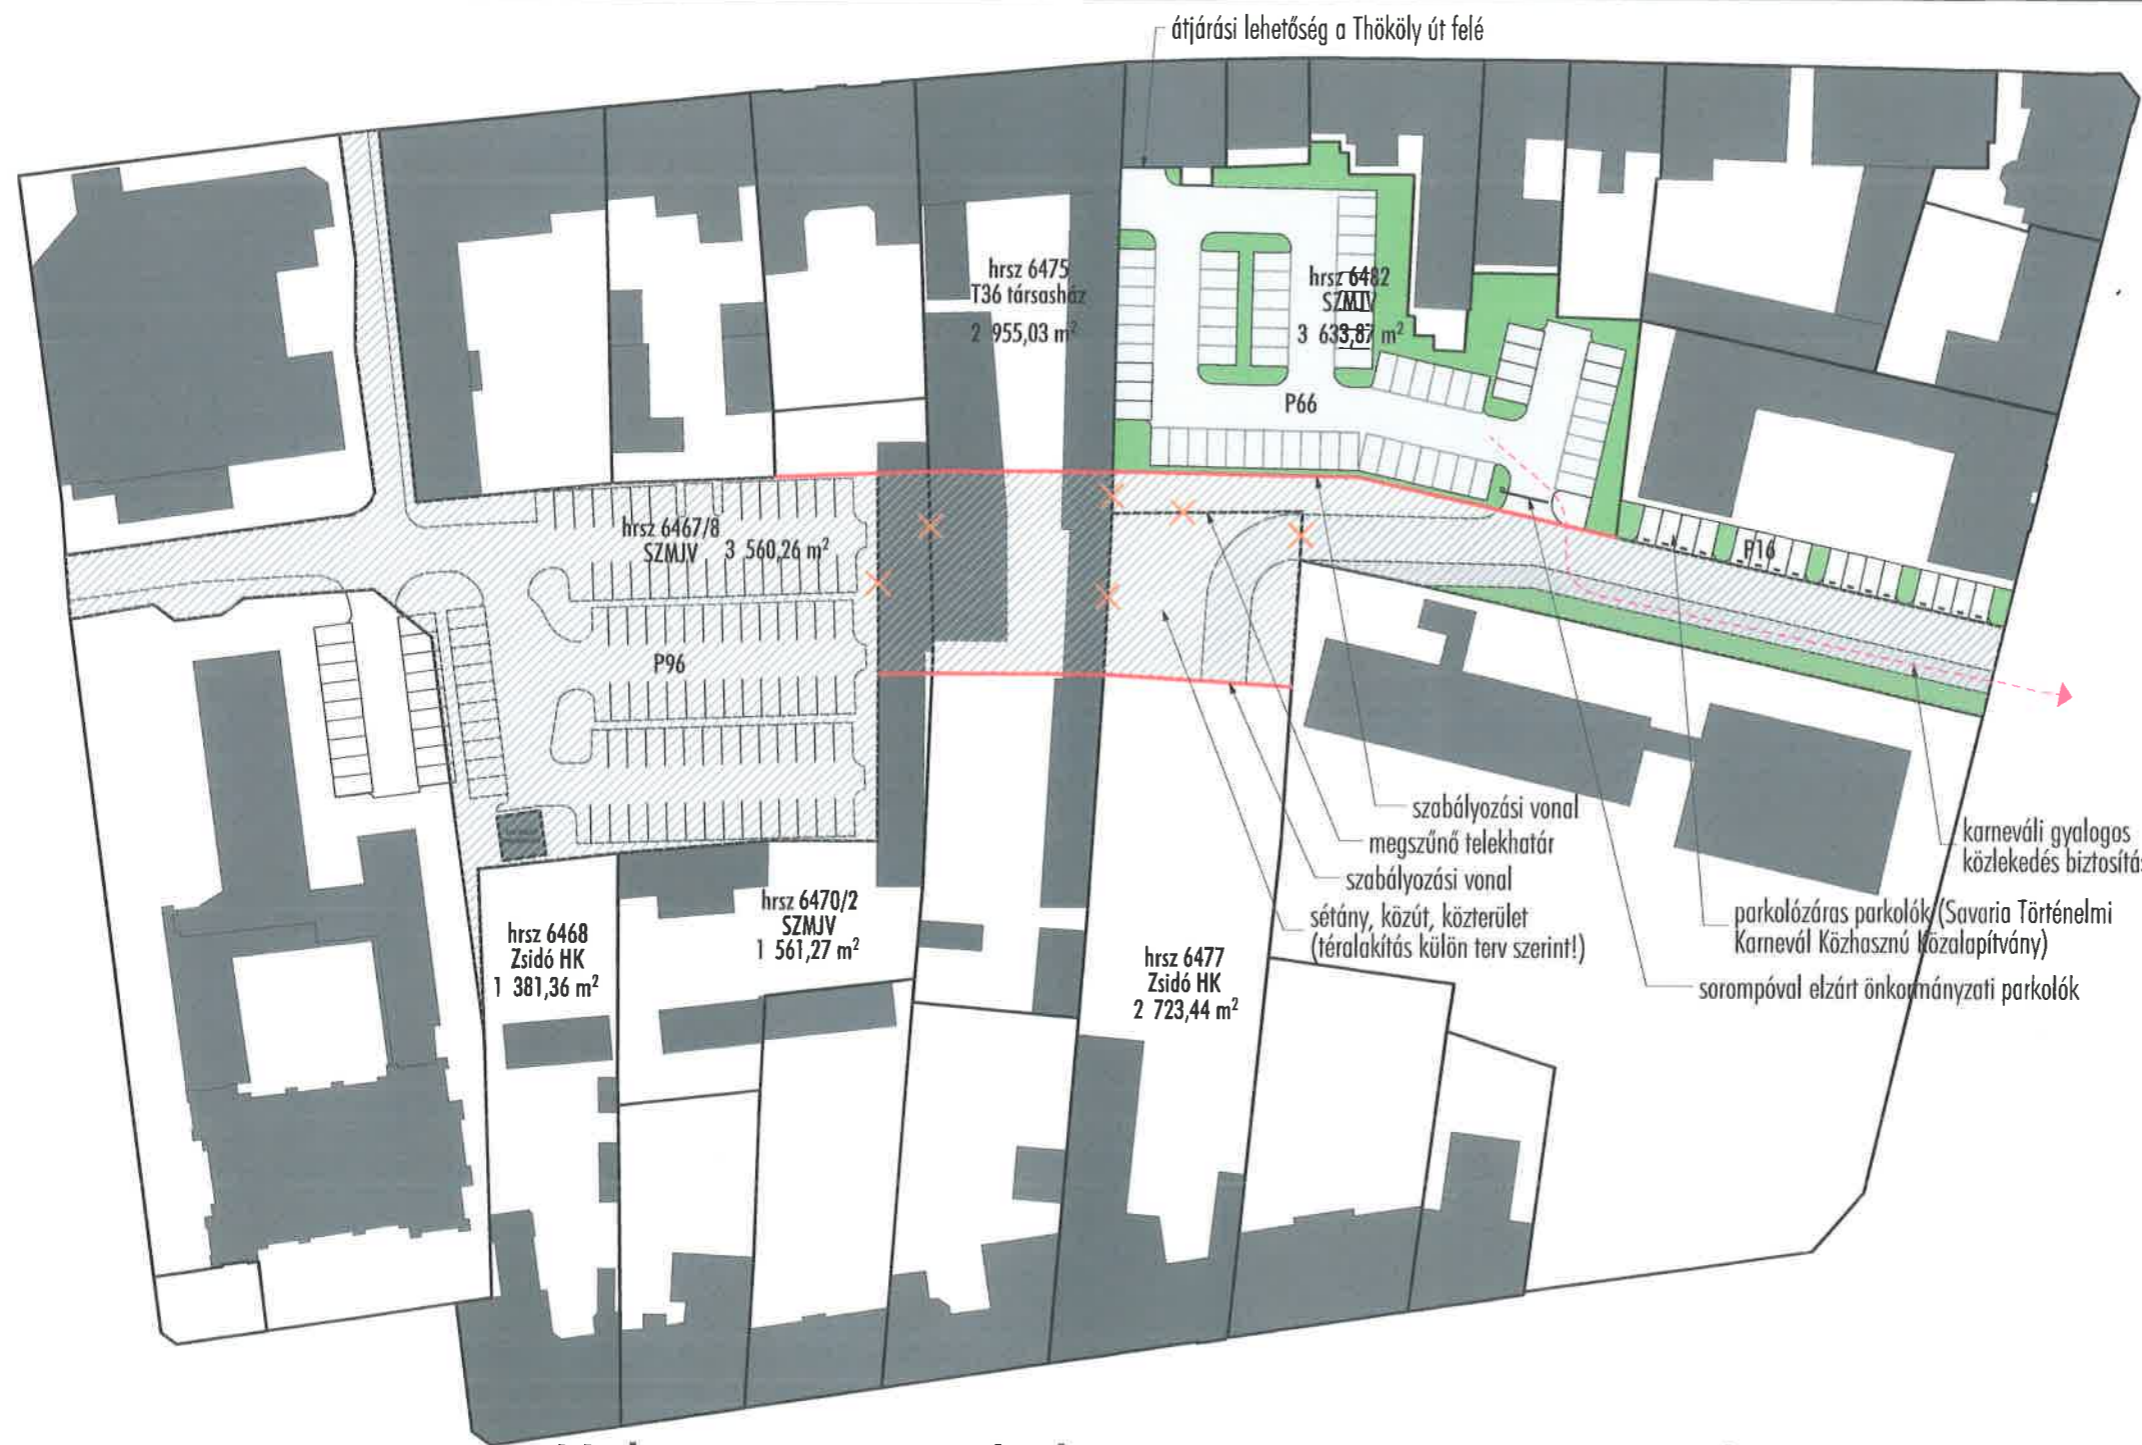 átjárási lehetőség a Thököly út felé
hrsz 6475
T36 társasház
2 955,03 m²
hrsz 6482
SZMJV
3 633,87 m²
P66
hrsz 6467/8
SZMJV 3 560,26 m²
P16
P96
szabályozási vonal
megszűnő telekhatár
szabályozási vonal
sétány, közút, közterület
(téralakítás külön terv szerint!)
karneváli gyalogos
közlekedés
parkolózáras parkolók (Savaria Történelmi
Karnevál Közhasznú Közalapítvány)
sorompóval elzárt önkormányzati parkolók
hrsz 6470/2
SZMJV
1 561,27 m²
hrsz 6468
Zsidó HK
1 381,36 m²
hrsz 6477
Zsidó HK
2 723,44 m²